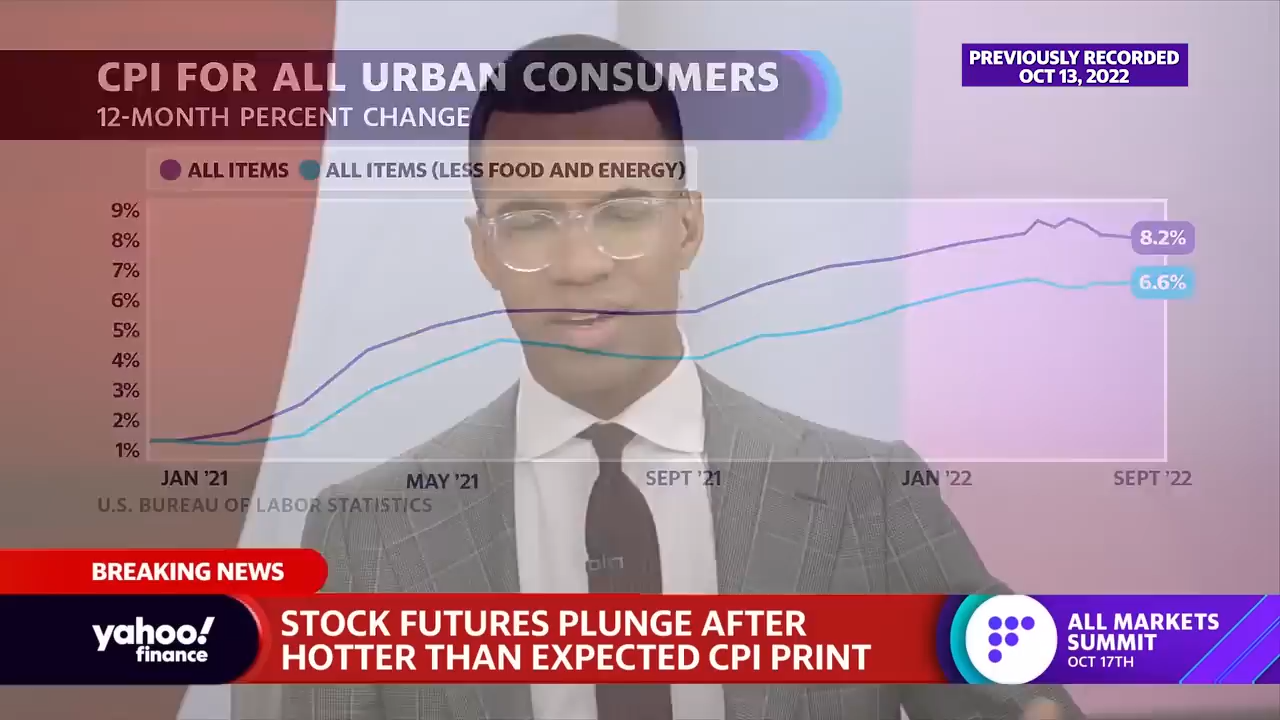 CPI FOR ALL URBAN CONSUMERS
12-MONTH PERCENT CHANGE
PREVIOUSLY RECORDED
OCT 13, 2022
ALL ITEMS ALL ITEMS (LESS FOOD AND ENERGY)
9%
8%
7%
6%
5%
4%
3%
2%
1%
8.2%
6.6%
JAN '21 MAY '21 SEPT '21 JAN '22 SEPT '22
U.S. BUREAU OF LABOR STATISTICS
BREAKING NEWS
yahoo!
finance
STOCK FUTURES PLUNGE AFTER
HOTTER THAN EXPECTED CPI PRINT
ALL MARKETS
SUMMIT
OCT 17TH